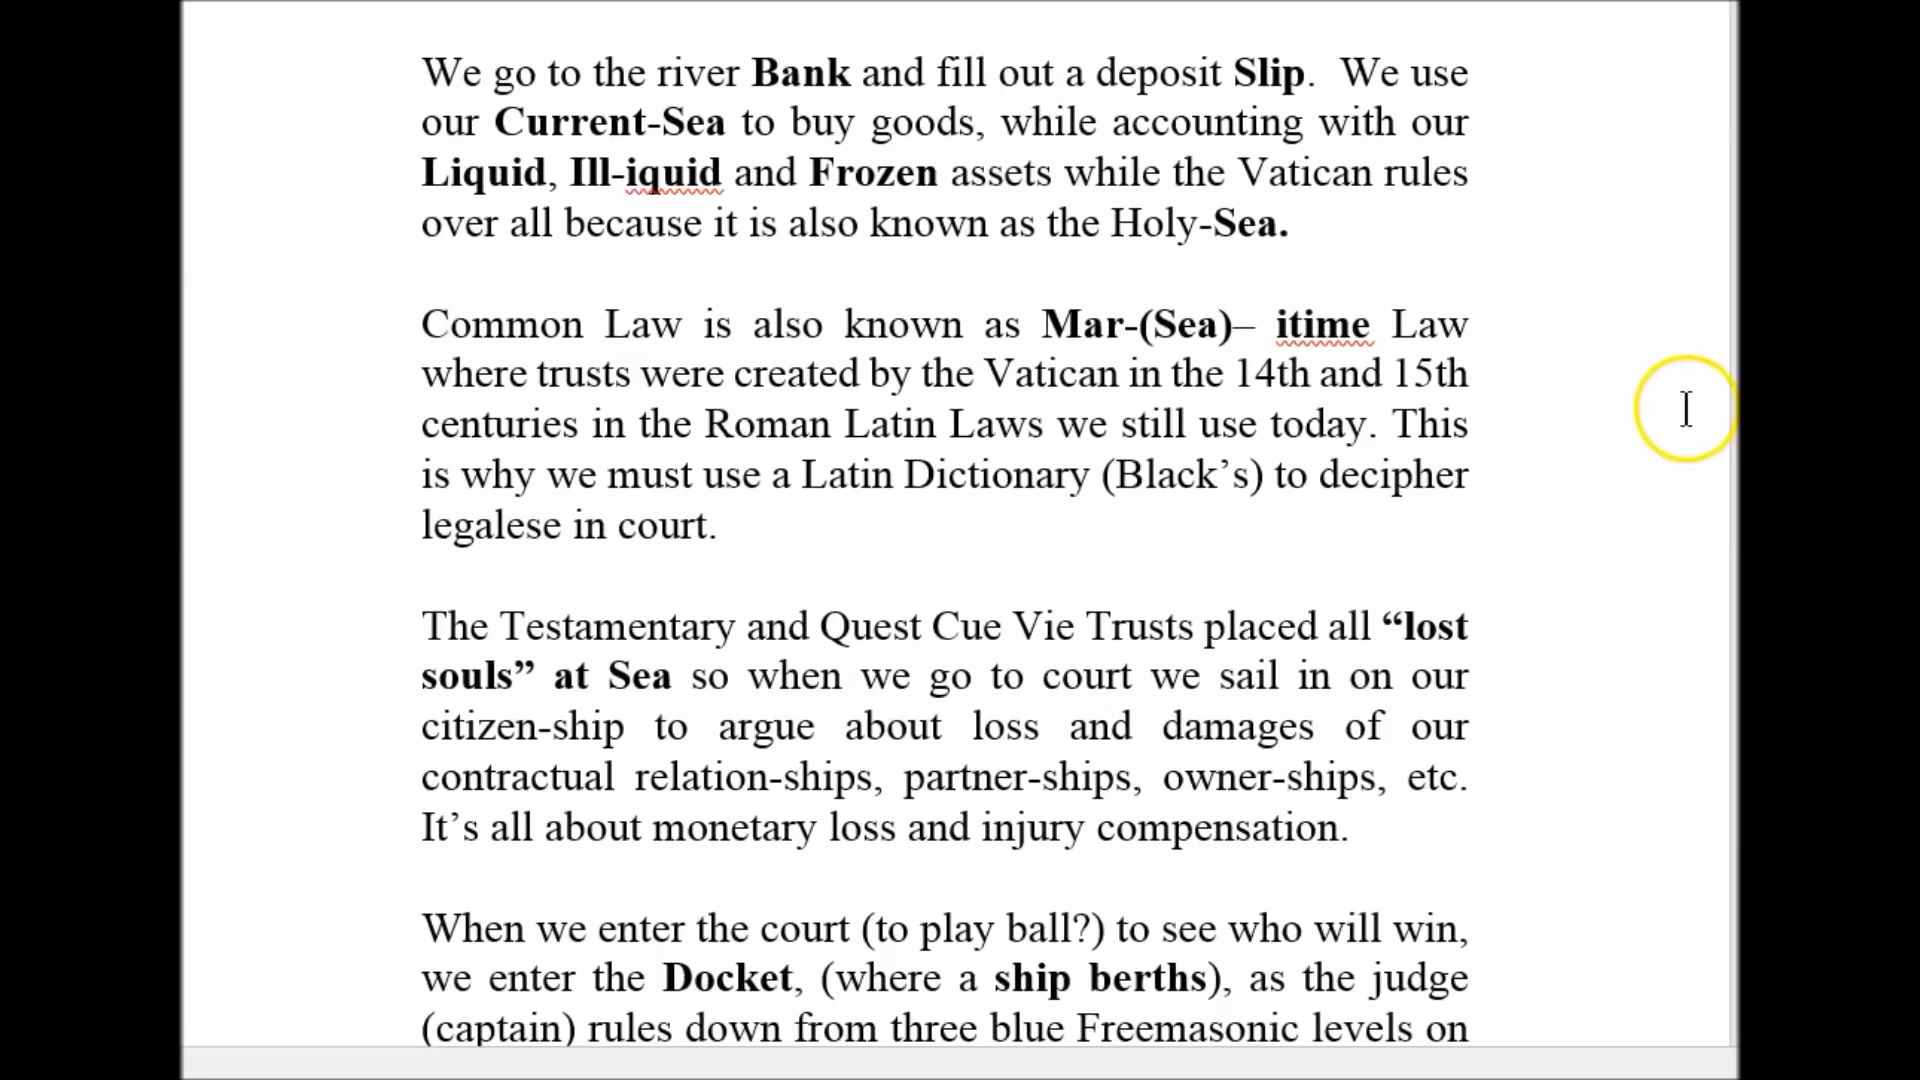 We go to the river Bank and fill out a deposit Slip.  We use
our Current-Sea to buy goods, while accounting with our
Liquid, Ill-iquid and Frozen assets while the Vatican rules
over all because it is also known as the Holy-Sea.
Common Law is also known as Mar-(Sea)– itime Law
where trusts were created by the Vatican in the 14th and 15th
centuries in the Roman Latin Laws we still use today. This
is why we must use a Latin Dictionary (Black’s) to decipher
legalese in court.
The Testamentary and Quest Cue Vie Trusts placed all “lost
souls” at Sea so when we go to court we sail in on our
citizen-ship to argue about loss and damages of our
contractual relation-ships, partner-ships, owner-ships, etc.
It’s all about monetary loss and injury compensation.
When we enter the court (to play ball?) to see who will win,
we enter the Docket, (where a ship berths), as the judge
(captain) rules down from three blue Freemasonic levels on